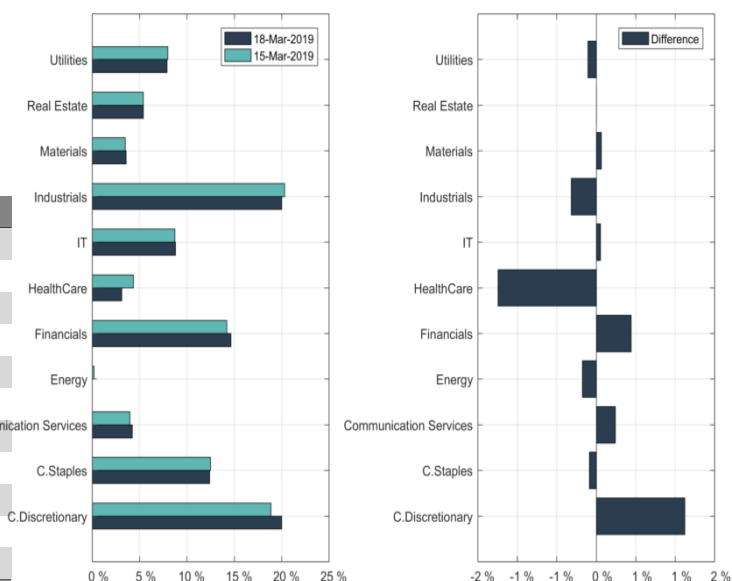 18-Mar-2019
15-Mar-2019
Utilities
Real Estate
Materials
Industrials
IT
HealthCare
Financials
Energy
nication Services
C.Staples
C.Discretionary
0 % 5 % 10 % 15 % 20 % 25 %
Difference
Utilities
Real Estate
Materials
Industrials
IT
HealthCare
Financials
Energy
Communication Services
C.Staples
C.Discretionary
-2 % -1 % -1 % 0 % 1 % 1 % 2 %